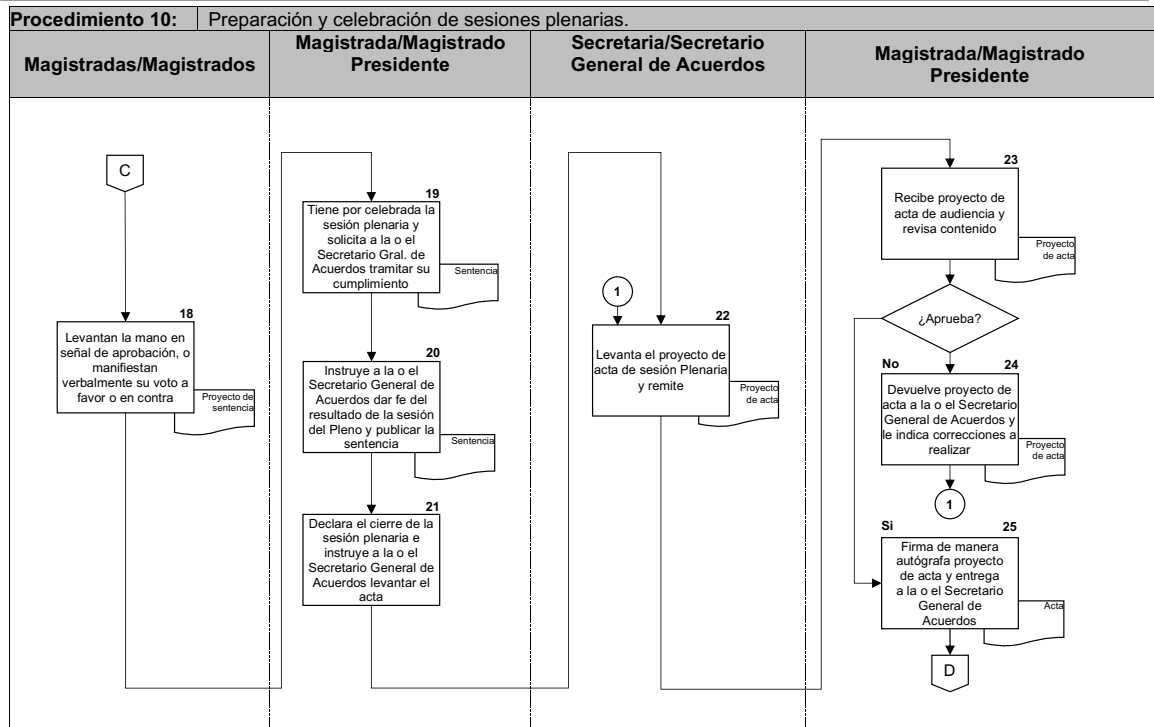 Procedimiento 10: Preparación y celebración de sesiones plenarias.
Magistradas/Magistrados
Magistrada/Magistrado
Presidente
Secretaria/Secretario
General de Acuerdos
Magistrada/Magistrado
Presidente
C
18
Levantan la mano en
señal de aprobación, o
manifiestan
verbalmente su voto a
favor o en contra
Proyecto de
sentencia
19
Tiene por celebrada la
sesión plenaria y
solicita a la o el
Secretario Gral. de
Acuerdos tramitar su
cumplimiento
Sentencia
20
Instruye a la o el
Secretario General de
Acuerdos dar fe del
resultado de la sesión
del Pleno y publicar la
sentencia
Sentencia
21
Declara el cierre de la
sesión plenaria e
instruye a la o el
Secretario General de
Acuerdos levantar el
acta
1
22
Levanta el proyecto de
acta de sesión Plenaria
y remite
Proyecto
de acta
23
Recibe proyecto de
acta de audiencia y
revisa contenido
Proyecto
de acta
¿Aprueba?
No
24
Devuelve proyecto de
acta a la o el Secretario
General de Acuerdos y
le indica correcciones a
realizar
Proyecto
de acta
1
Si
25
Firma de manera
autógrafa proyecto
de acta y entrega
a la o el Secretario
General de
Acuerdos
Acta
D